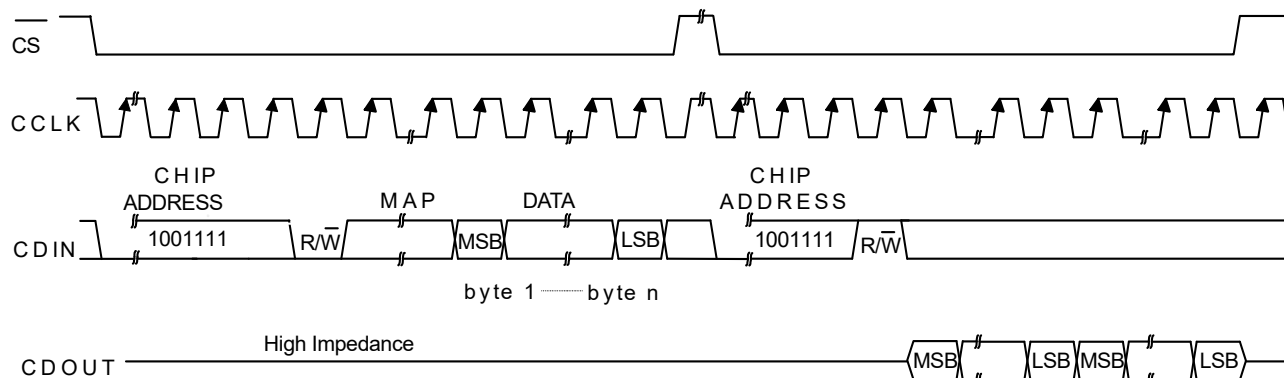 CS
CCLK
CHIP
ADDRESS
MAP
DATA
CHIP
ADDRESS
CDIN
1001111
R/W
MSB
LSB
1001111
R/W
byte 1
byte n
High Impedance
CDOUT
MSB
LSB
MSB
LSB